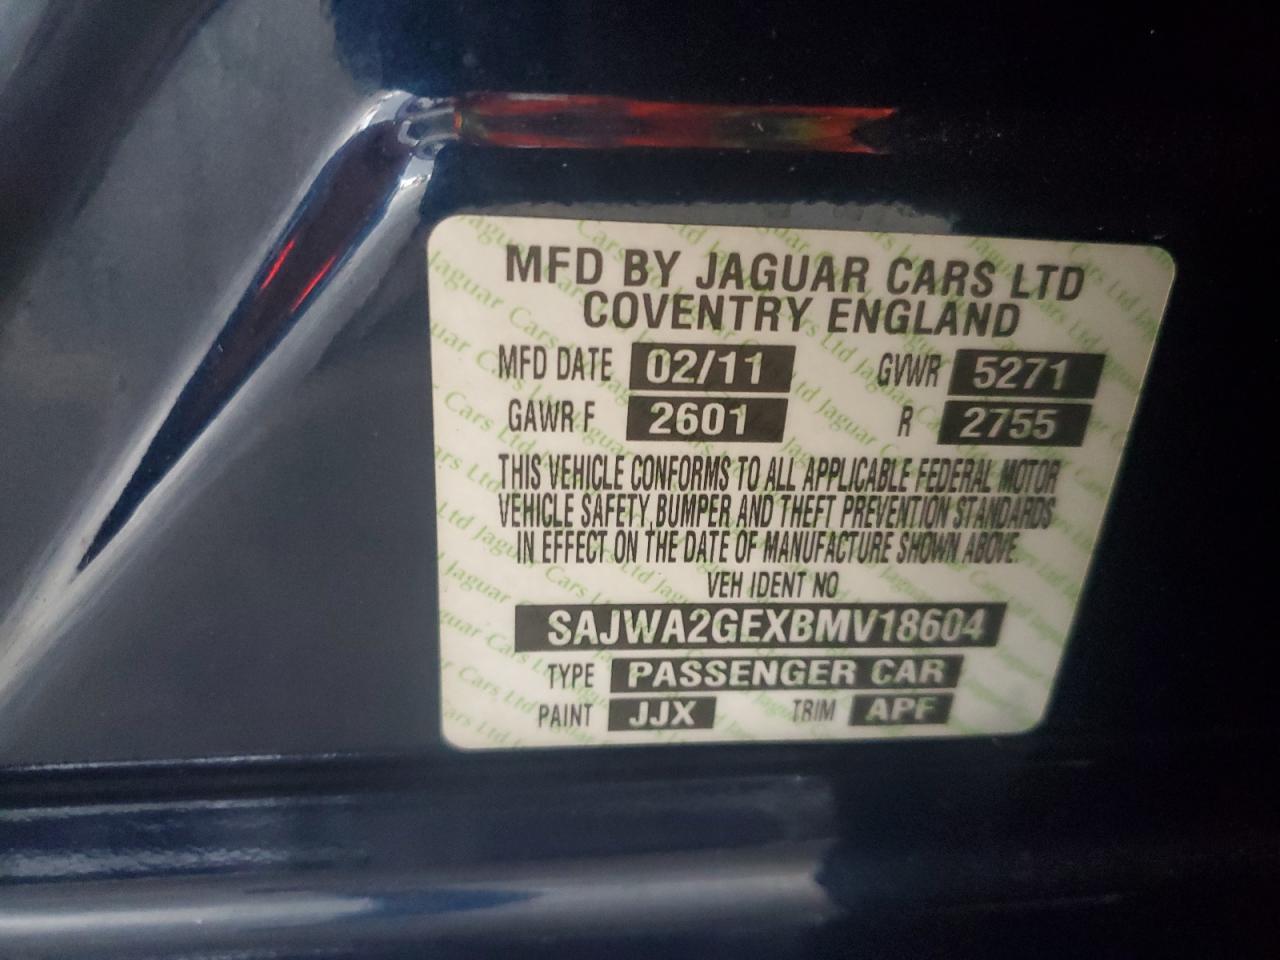 MFD BY JAGUAR CARS LTD
COVENTRY ENGLAND
MFD DATE 02/11 GVWR 5271
GAWR F 2601 R 2755
THIS VEHICLE CONFORMS TO ALL APPLICABLE FEDERAL MOTOR
VEHICLE SAFETY, BUMPER AND THEFT PREVENTION STANDARDS
IN EFFECT ON THE DATE OF MANUFACTURE SHOWN ABOVE.
VEH IDENT NO
SAJWA2GEXBMV18604
TYPE PASSENGER CAR
PAINT JJX TRIM APF